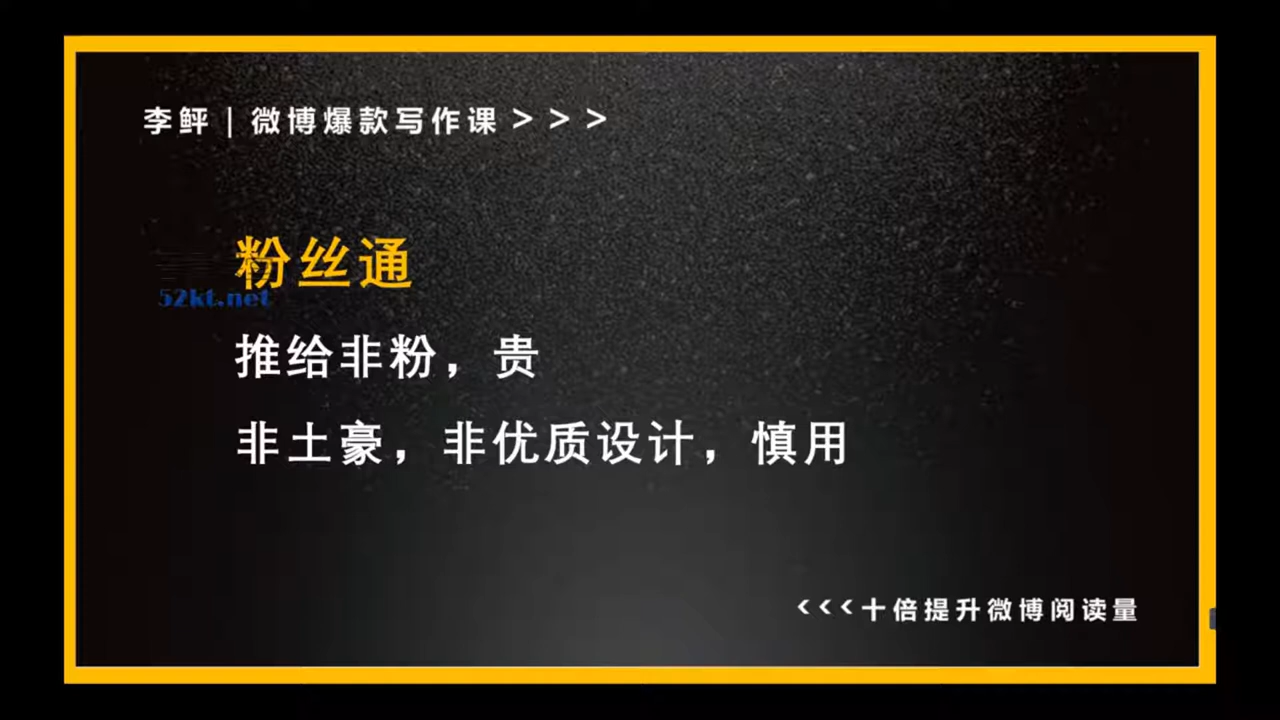 李鲆 | 微博爆款写作课 > > >
粉丝通
52kt.net
推给非粉，贵
非土豪，非优质设计，慎用
<<<十倍提升微博阅读量